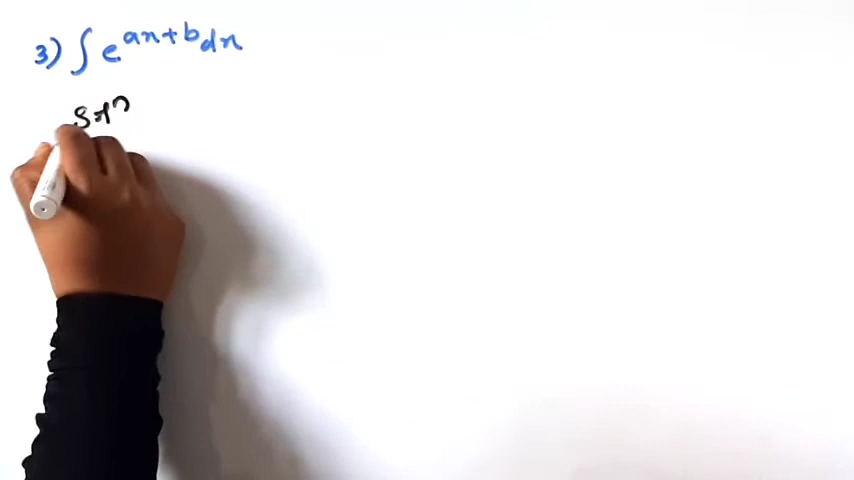 3) ∫ e^{ax+b} dx